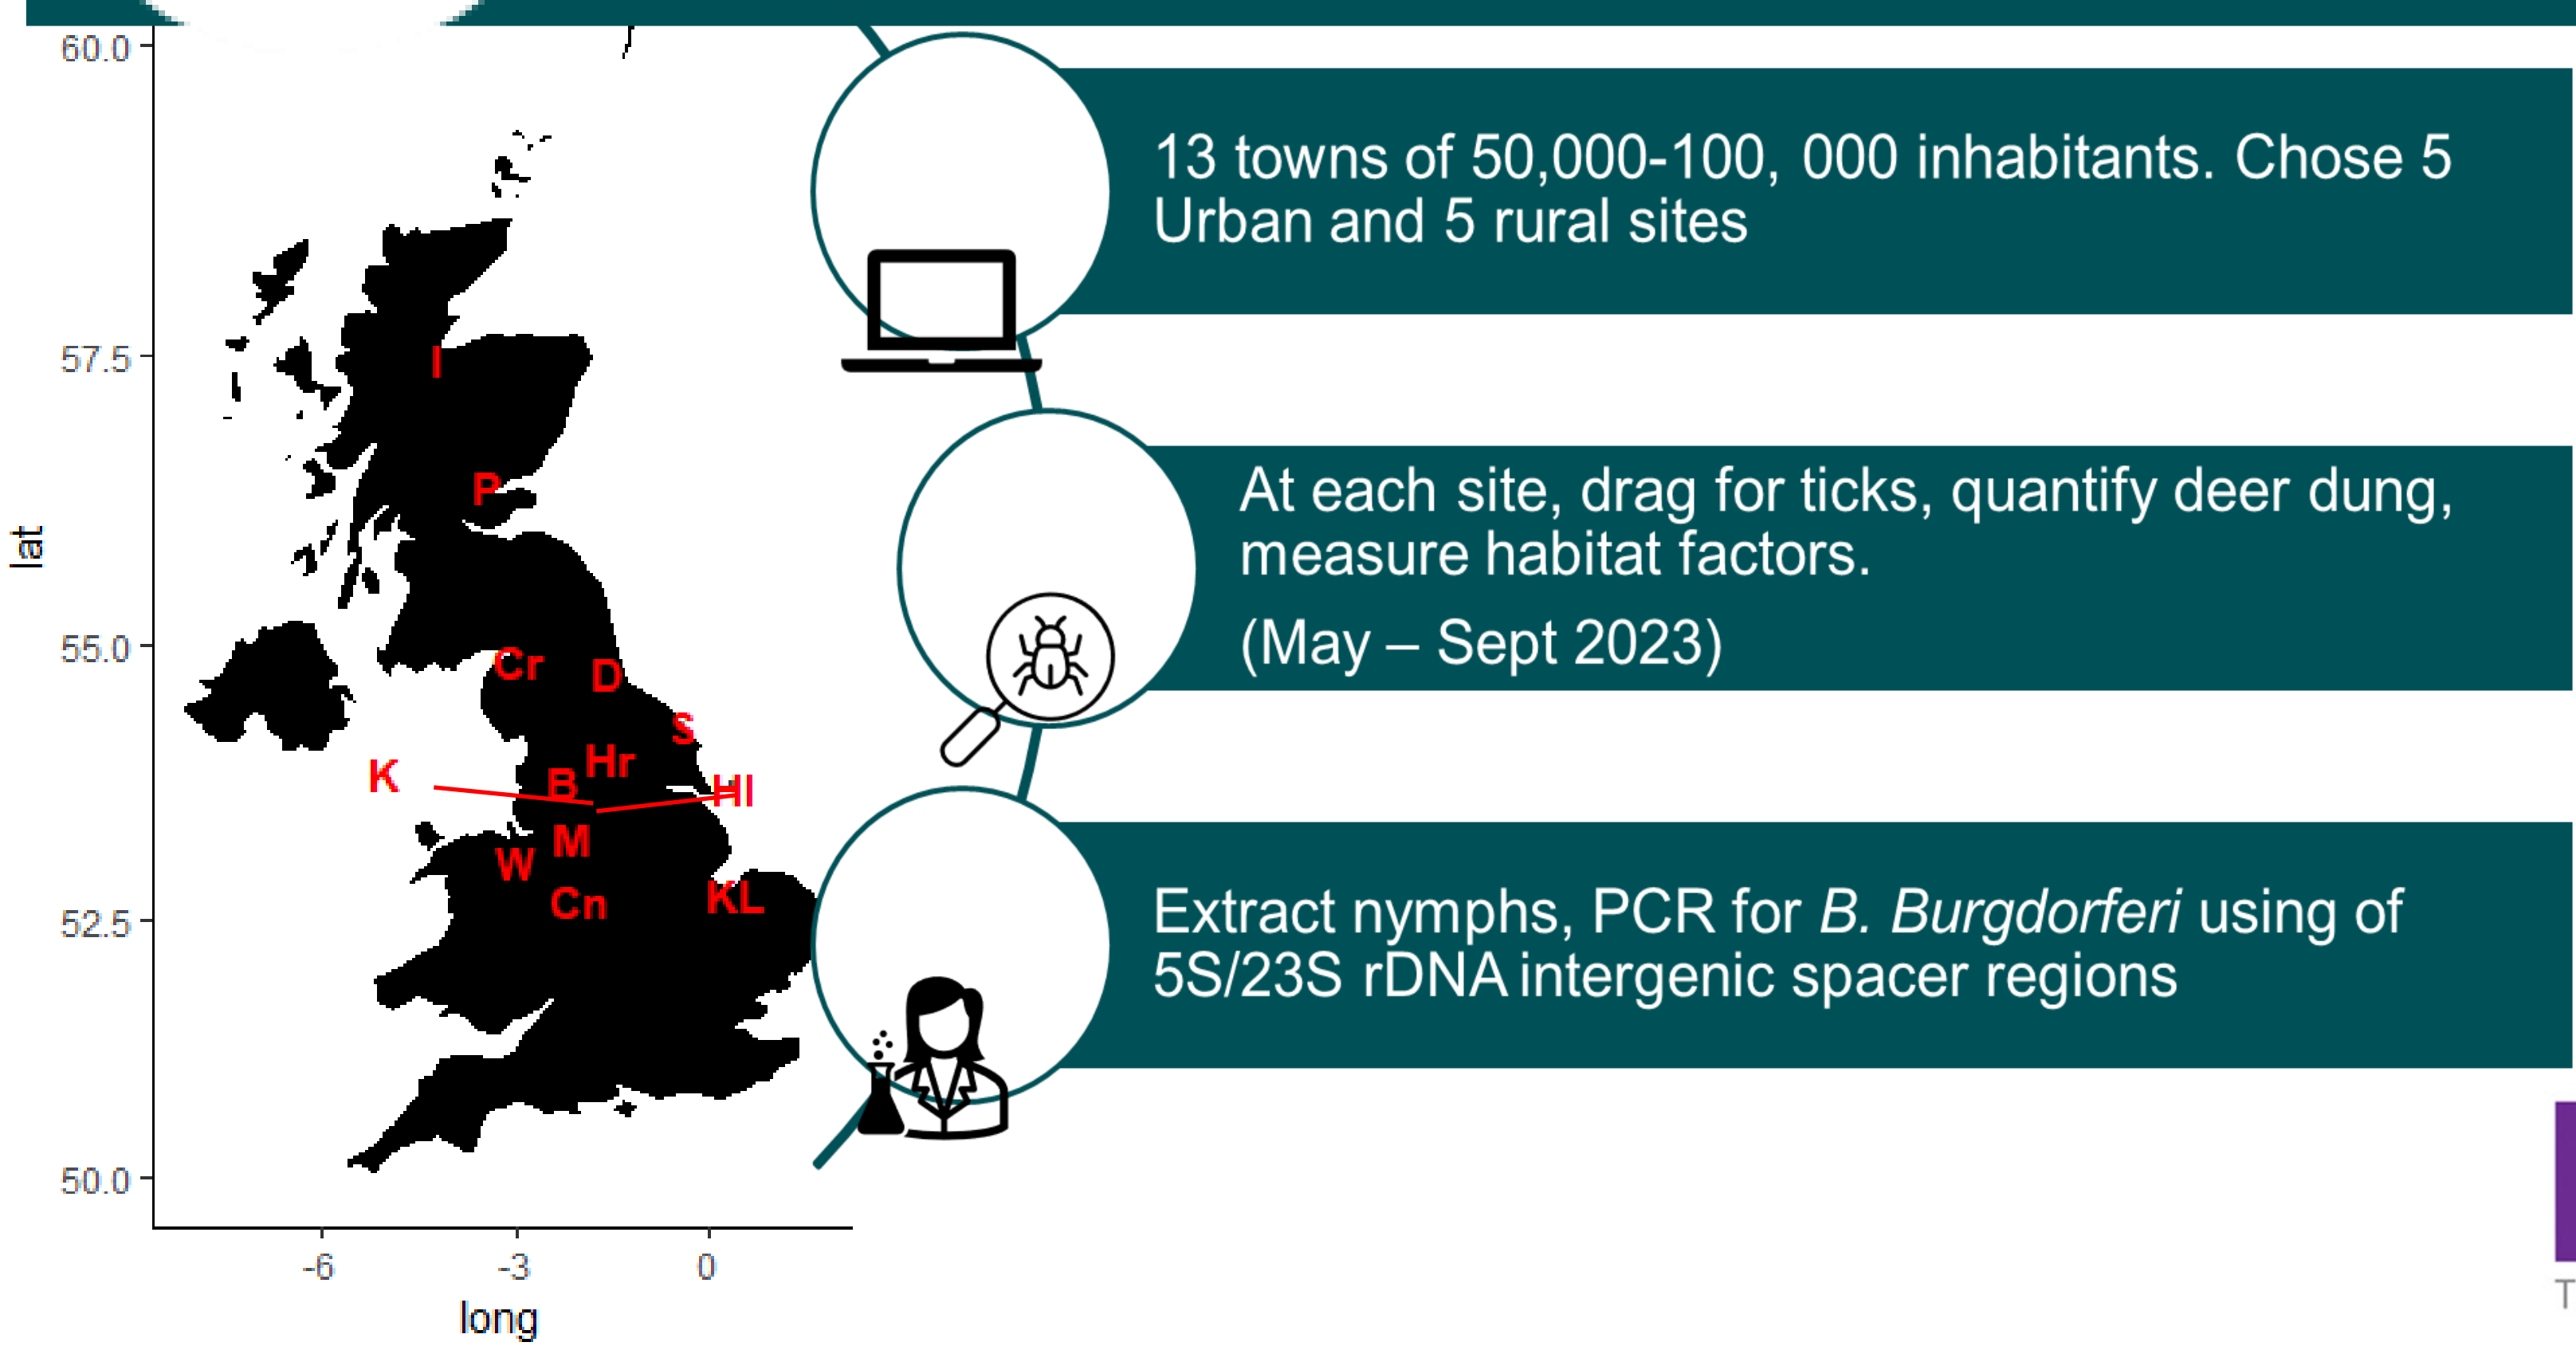 60.0
57.5
55.0
52.5
50.0
lat
-6
-3
0
long
I
P
Cr
D
S
Hr
K
B
Hl
M
W
Cn
KL
13 towns of 50,000-100, 000 inhabitants. Chose 5
Urban and 5 rural sites
At each site, drag for ticks, quantify deer dung,
measure habitat factors.
(May – Sept 2023)
Extract nymphs, PCR for B. Burgdorferi using of
5S/23S rDNA intergenic spacer regions
T